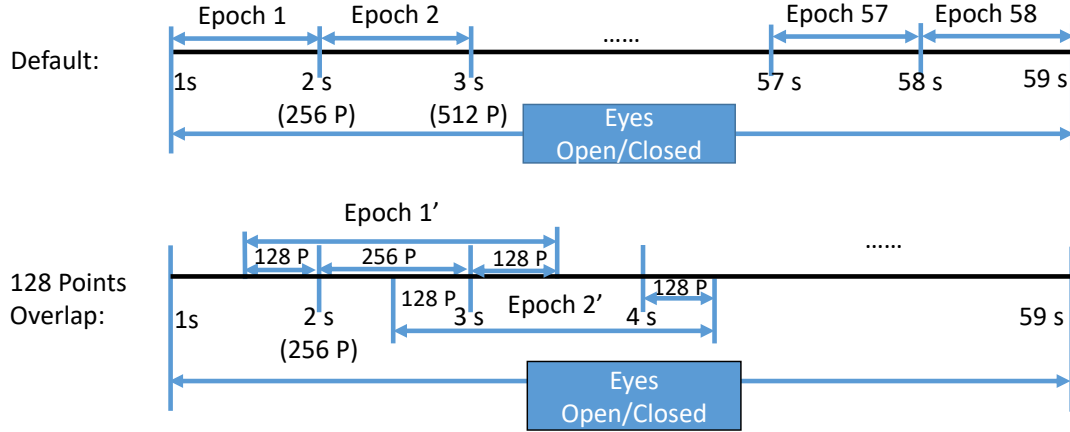 Epoch 1
Epoch 2
Epoch 57
Epoch 58
......
Default:
1s
2 s
3 s
57 s
58 s
59 s
(256 P)
(512 P)
Eyes
Open/Closed
Epoch 1’
......
128 P
256 P
128 P
128 Points
Overlap:
128 P
Epoch 2’
128 P
1s
2 s
3 s
4 s
59 s
(256 P)
Eyes
Open/Closed